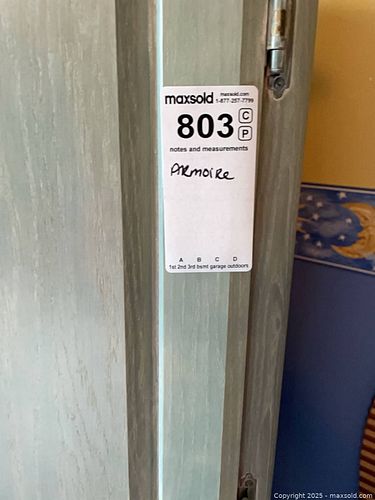 maxsold maxsold.com
1-877-257-7799
803 C
P
notes and measurements
Armoire
A B C D
1st 2nd 3rd bsmt garage outdoors
Copyright 2025 - maxsold.com